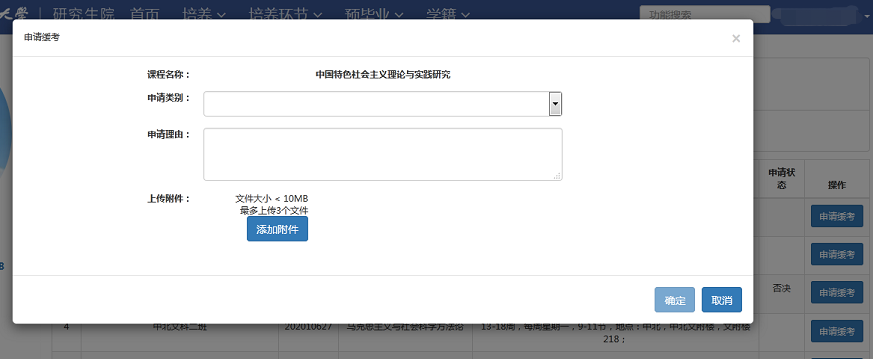 大学 | 研究生院 首页 培养 培养环节 预毕业 学籍 功能搜索
申请缓考 ×
课程名称： 中国特色社会主义理论与实践研究
申请类别：
申请理由：
上传附件： 文件大小 < 10MB
最多上传3个文件
添加附件
确定 取消
申请状态 操作
申请缓考
申请缓考
否决 申请缓考
8
4 中北文科二班 202010627 马克思主义与社会科学方法论 13-18周，每周星期一，9-11节，地点：中北，中北文附楼，文附楼218； 申请缓考